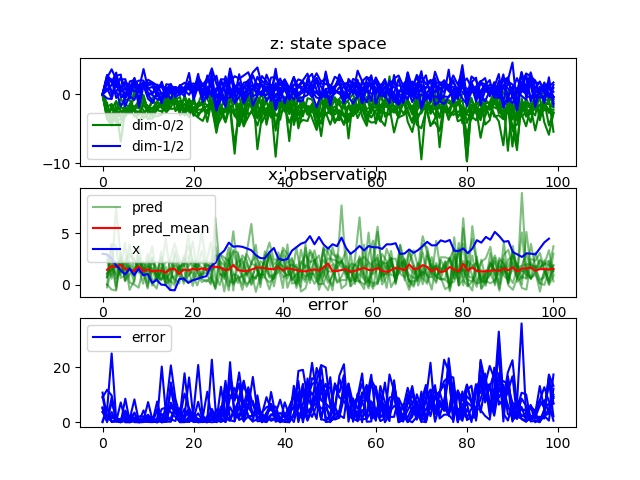 z: state space
0
−10
dim-0/2
dim-1/2
0 20 40 60 80 100
x: observation
5
0
pred
pred_mean
x
0 20 40 60 80 100
error
20
0
error
0 20 40 60 80 100